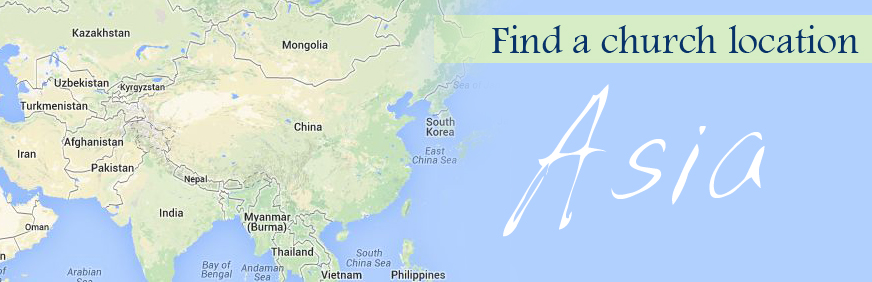 Find a church location
Asia
Kazakhstan
Mongolia
Uzbekistan
Kyrgyzstan
Turkmenistan
China
South
Korea
Afghanistan
Iran
East
China Sea
Pakistan
Nepal
India
Oman
Myanmar
(Burma)
Thailand
South
China Sea
Bay of
Bengal
Andaman
Sea
Arabian
Sea
Vietnam
Philippines